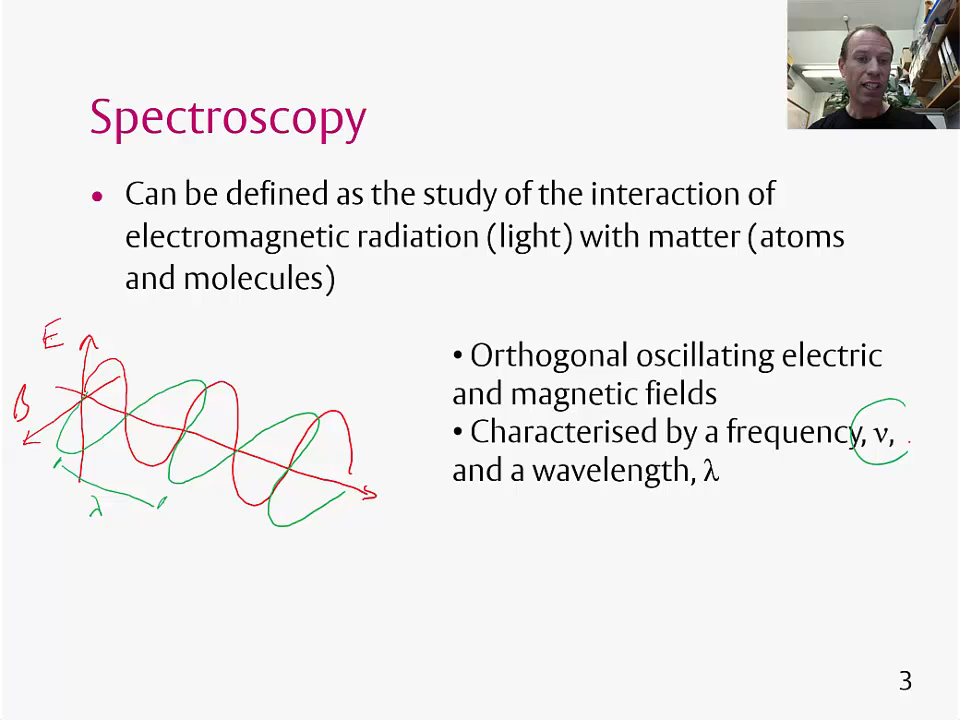 Spectroscopy
• Can be defined as the study of the interaction of
electromagnetic radiation (light) with matter (atoms
and molecules)
E
B
λ
• Orthogonal oscillating electric
and magnetic fields
• Characterised by a frequency, ν,
and a wavelength, λ
3